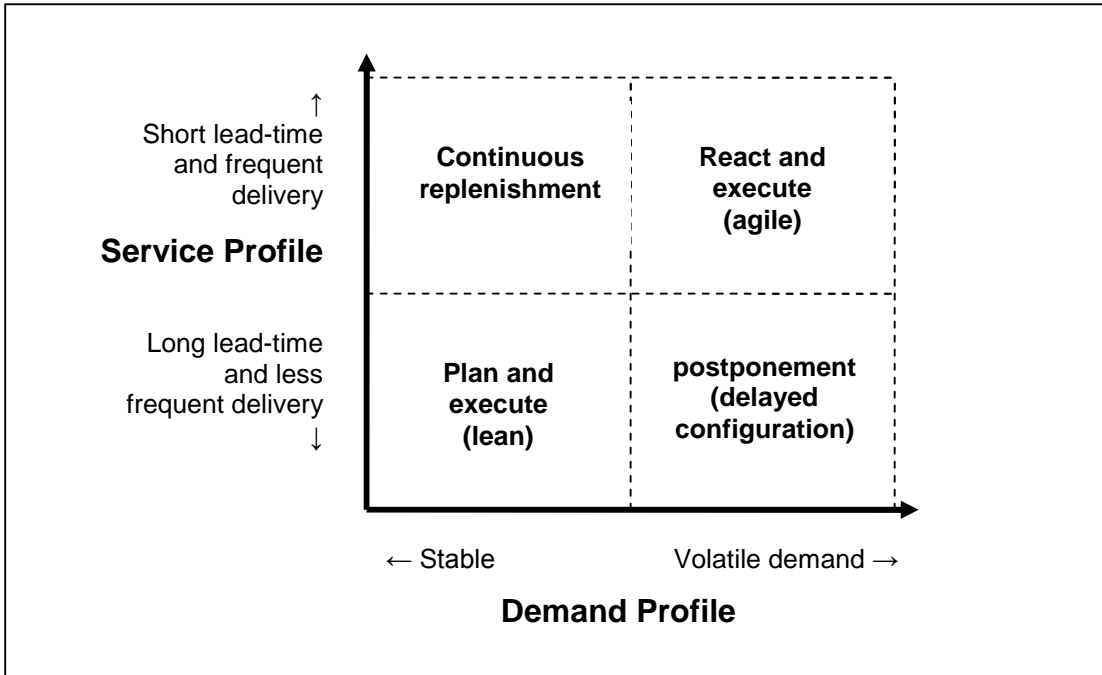 ↑
Short lead-time
and frequent
delivery
Service Profile
Long lead-time
and less
frequent delivery
↓
Continuous
replenishment
React and
execute
(agile)
Plan and
execute
(lean)
postponement
(delayed
configuration)
← Stable
Volatile demand →
Demand Profile